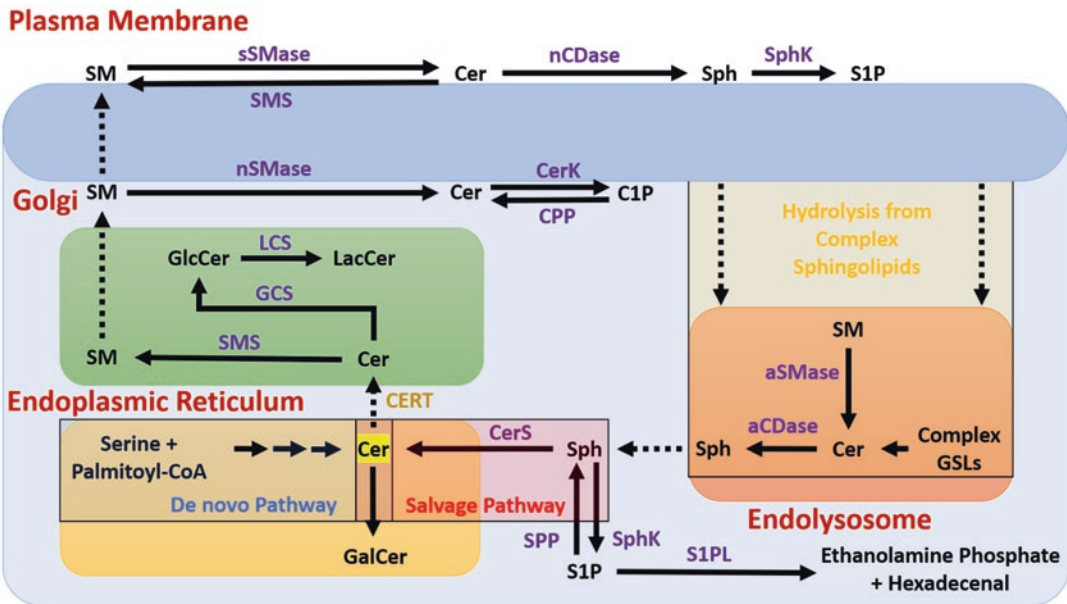 Plasma Membrane
sSMase
nCDase
SphK
SM
Cer
Sph
S1P
SMS
nSMase
CerK
Golgi
SM
Cer
C1P
CPP
Hydrolysis from
Complex
Sphingolipids
LCS
GlcCer
LacCer
GCS
SMS
SM
Cer
SM
aSMase
Endoplasmic Reticulum
CERT
aCDase
Serine +
Palmitoyl-CoA
Cer
CerS
Sph
Sph
Cer
Complex
GSLs
De novo Pathway
Salvage Pathway
Endolysosome
SPP
SphK
GalCer
S1P
S1PL
Ethanolamine Phosphate
+ Hexadecenal